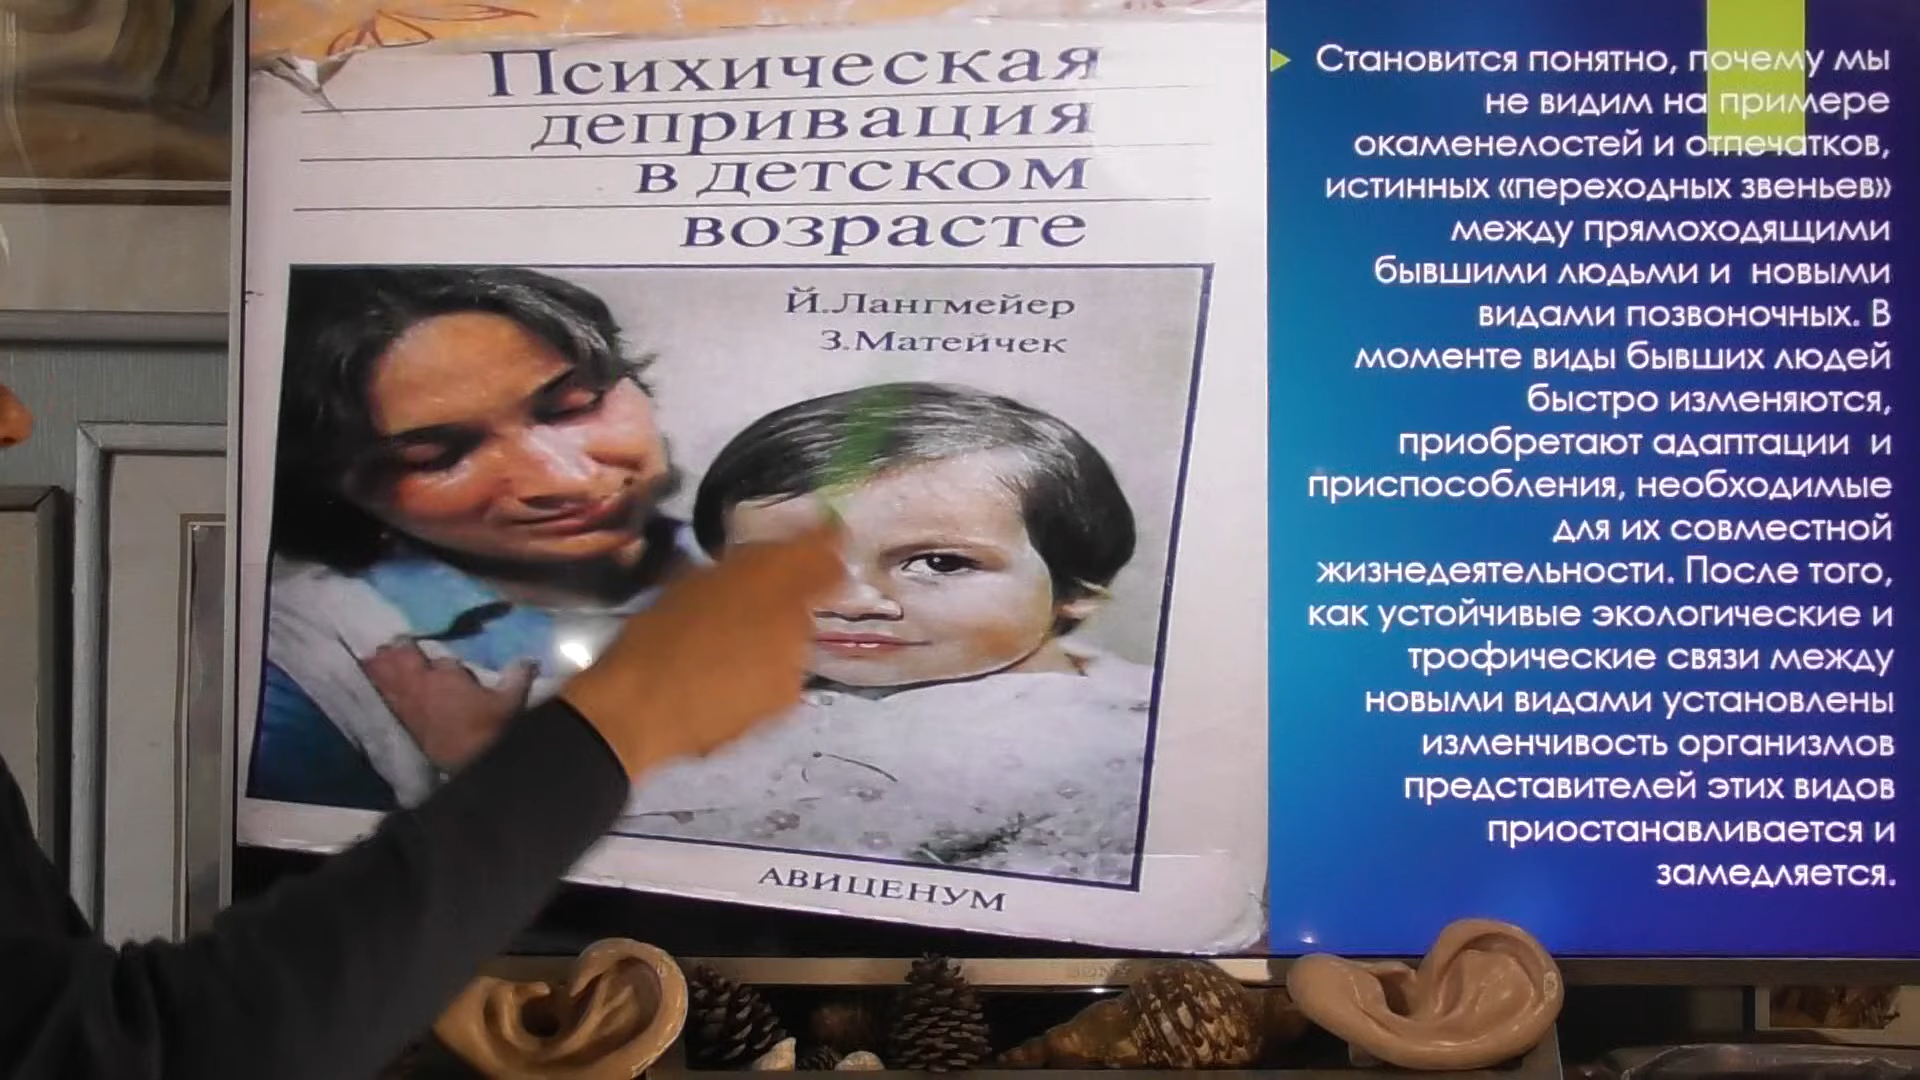 Психическая
депривация
в детском
возрасте
Й.Лангмейер
З.Матейчек
АВИЦЕНУМ
Становится понятно, почему мы
не видим на примере
окаменелостей и отпечатков,
истинных «переходных звеньев»
между прямоходящими
бывшими людьми и новыми
видами позвоночных. В
моменте виды бывших людей
быстро изменяются,
приобретают адаптации и
приспособления, необходимые
для их совместной
жизнедеятельности. После того,
как устойчивые экологические и
трофические связи между
новыми видами установлены
изменчивость организмов
представителей этих видов
приостанавливается и
замедляется.
SONY